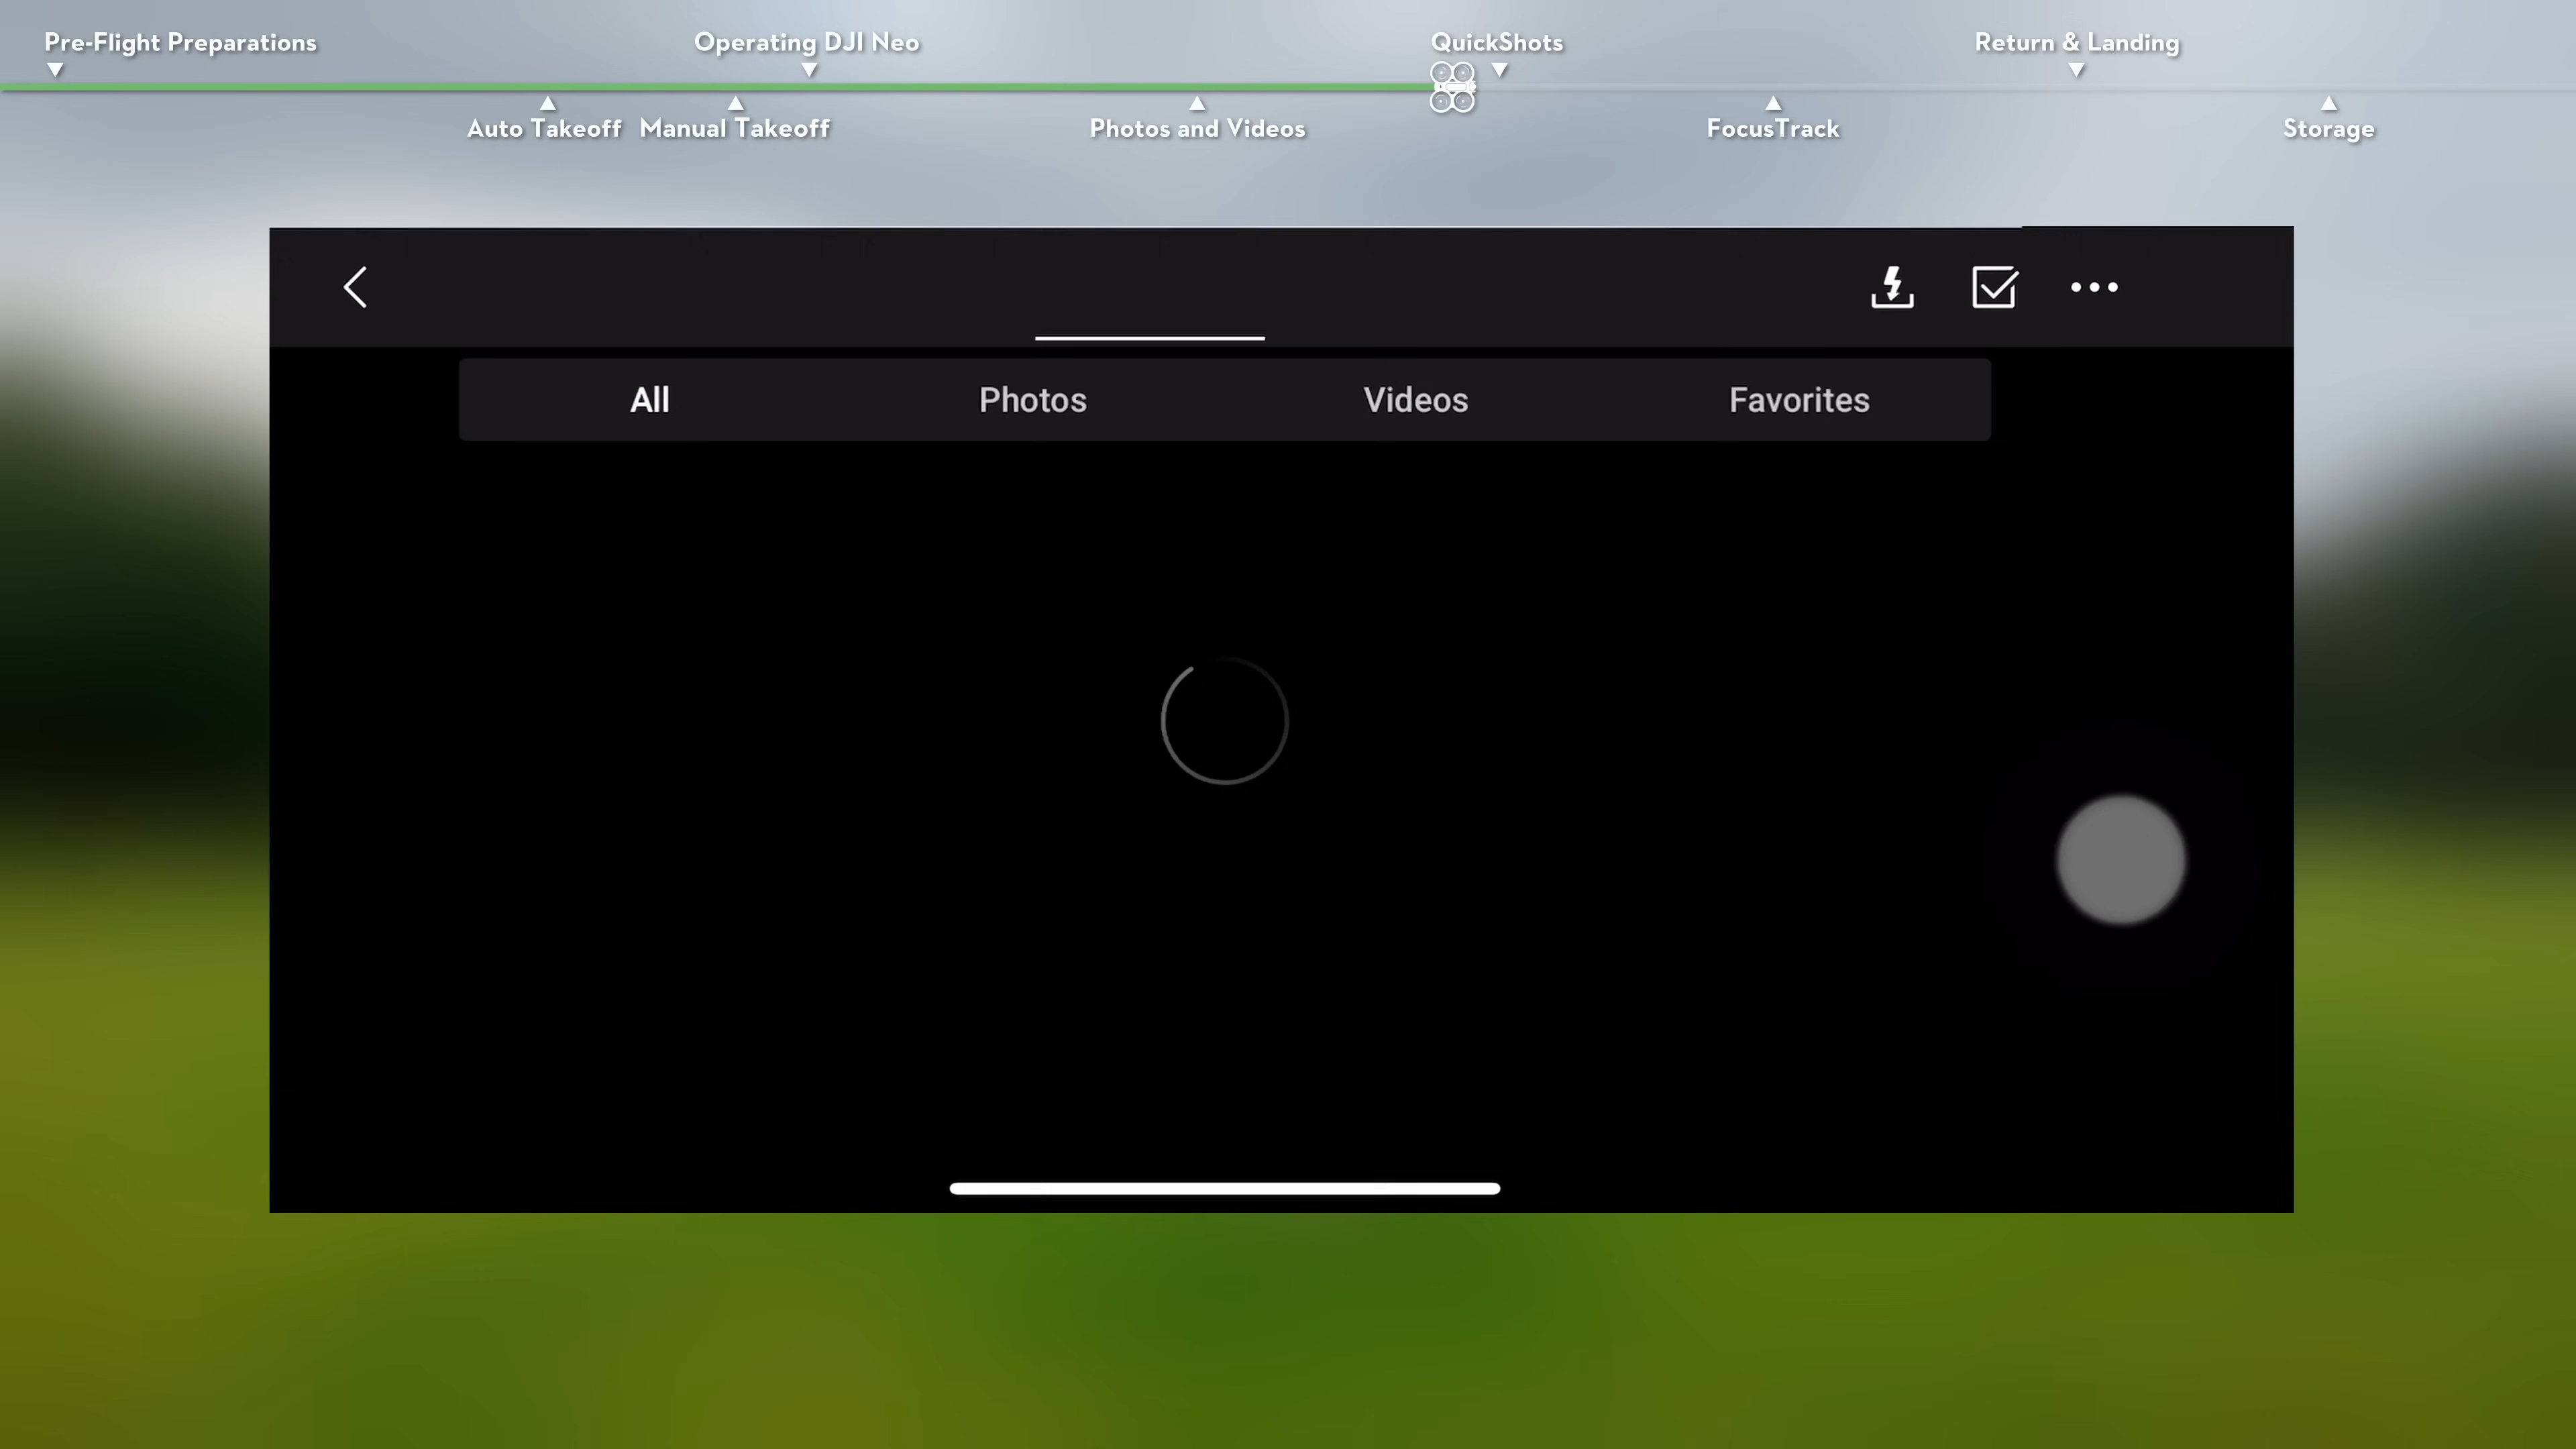 Pre-Flight Preparations
Operating DJI Neo
QuickShots
Return & Landing
Auto Takeoff
Manual Takeoff
Photos and Videos
FocusTrack
Storage
All
Photos
Videos
Favorites